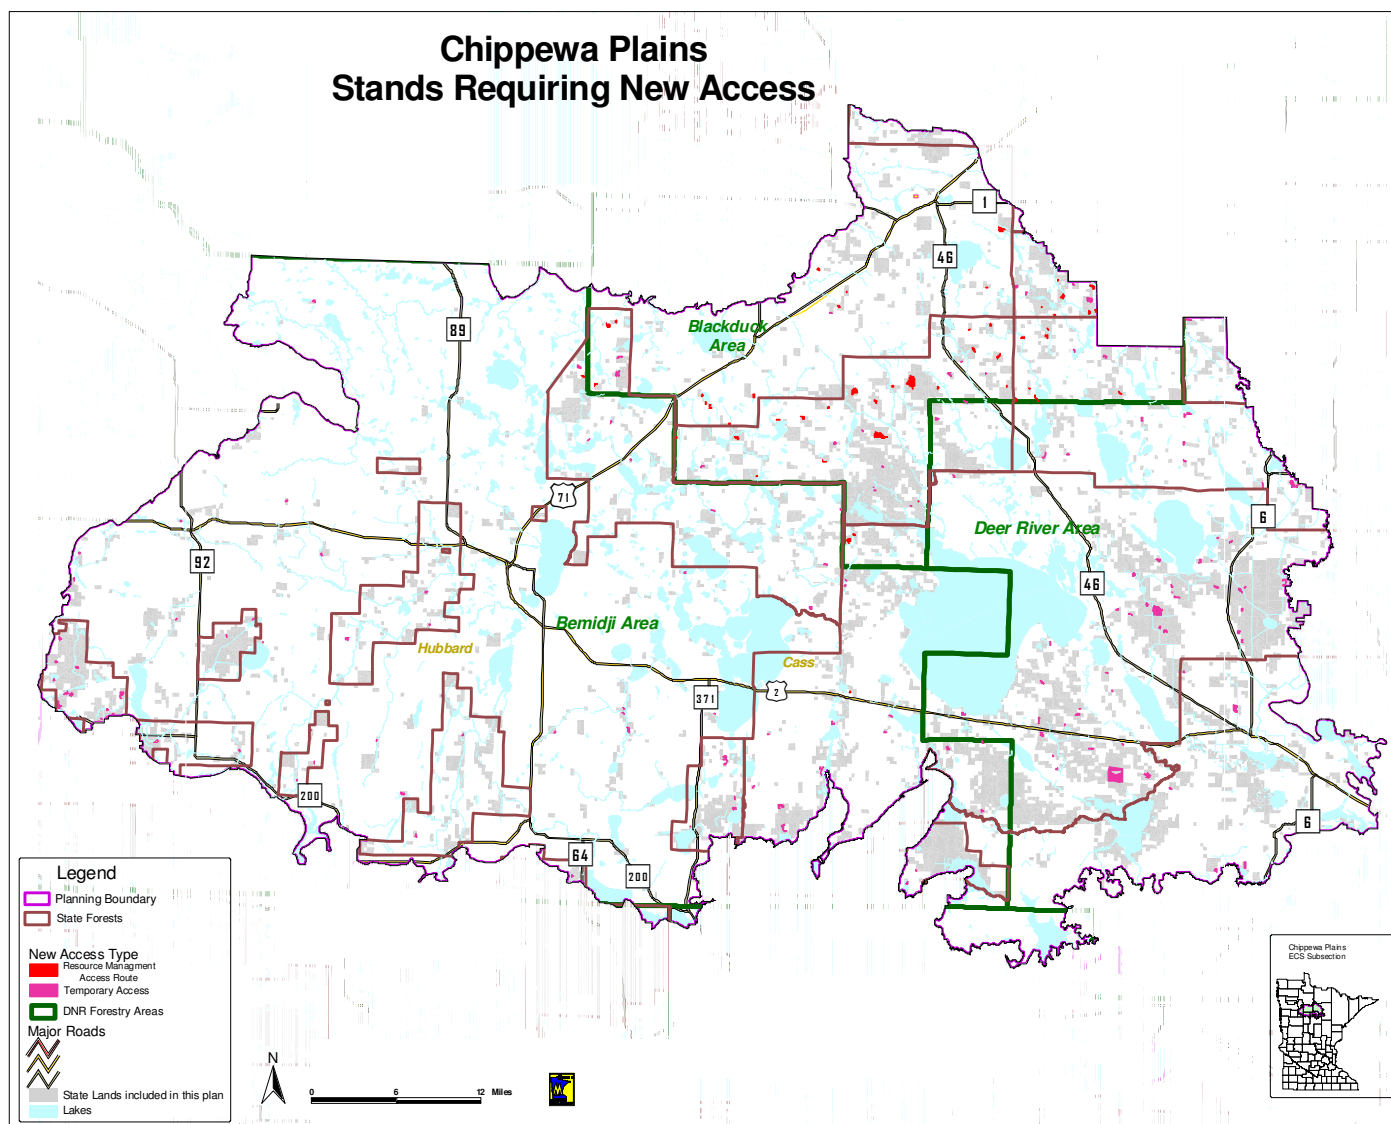 Chippewa Plains
Stands Requiring New Access
1
46
89
Blackduck
Area
71
6
Deer River Area
92
46
Bemidji Area
Hubbard
Cass
2
371
200
6
64
200
Legend
Planning Boundary
State Forests
New Access Type
Resource Managment
Access Route
Temporary Access
DNR Forestry Areas
Major Roads
State Lands included in this plan
Lakes
N
0 6 12 Miles
M
Chippewa Plains
ECS Subsection